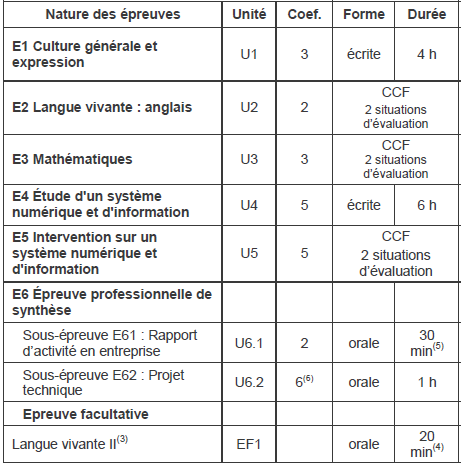 Nature des épreuves Unité Coef. Forme Durée
E1 Culture générale et
expression U1 3 écrite 4 h
E2 Langue vivante : anglais U2 2 CCF
2 situations
d'évaluation
E3 Mathématiques U3 3 CCF
2 situations
d'évaluation
E4 Étude d'un système
numérique et d'information U4 5 écrite 6 h
E5 Intervention sur un
système numérique et
d'information U5 5 CCF
2 situations
d'évaluation
E6 Épreuve professionnelle de
synthèse
Sous-épreuve E61 : Rapport
d'activité en entreprise U6.1 2 orale 30
min(5)
Sous-épreuve E62 : Projet
technique U6.2 6(6) orale 1 h
Epreuve facultative
Langue vivante II(3) EF1 orale 20
min(4)